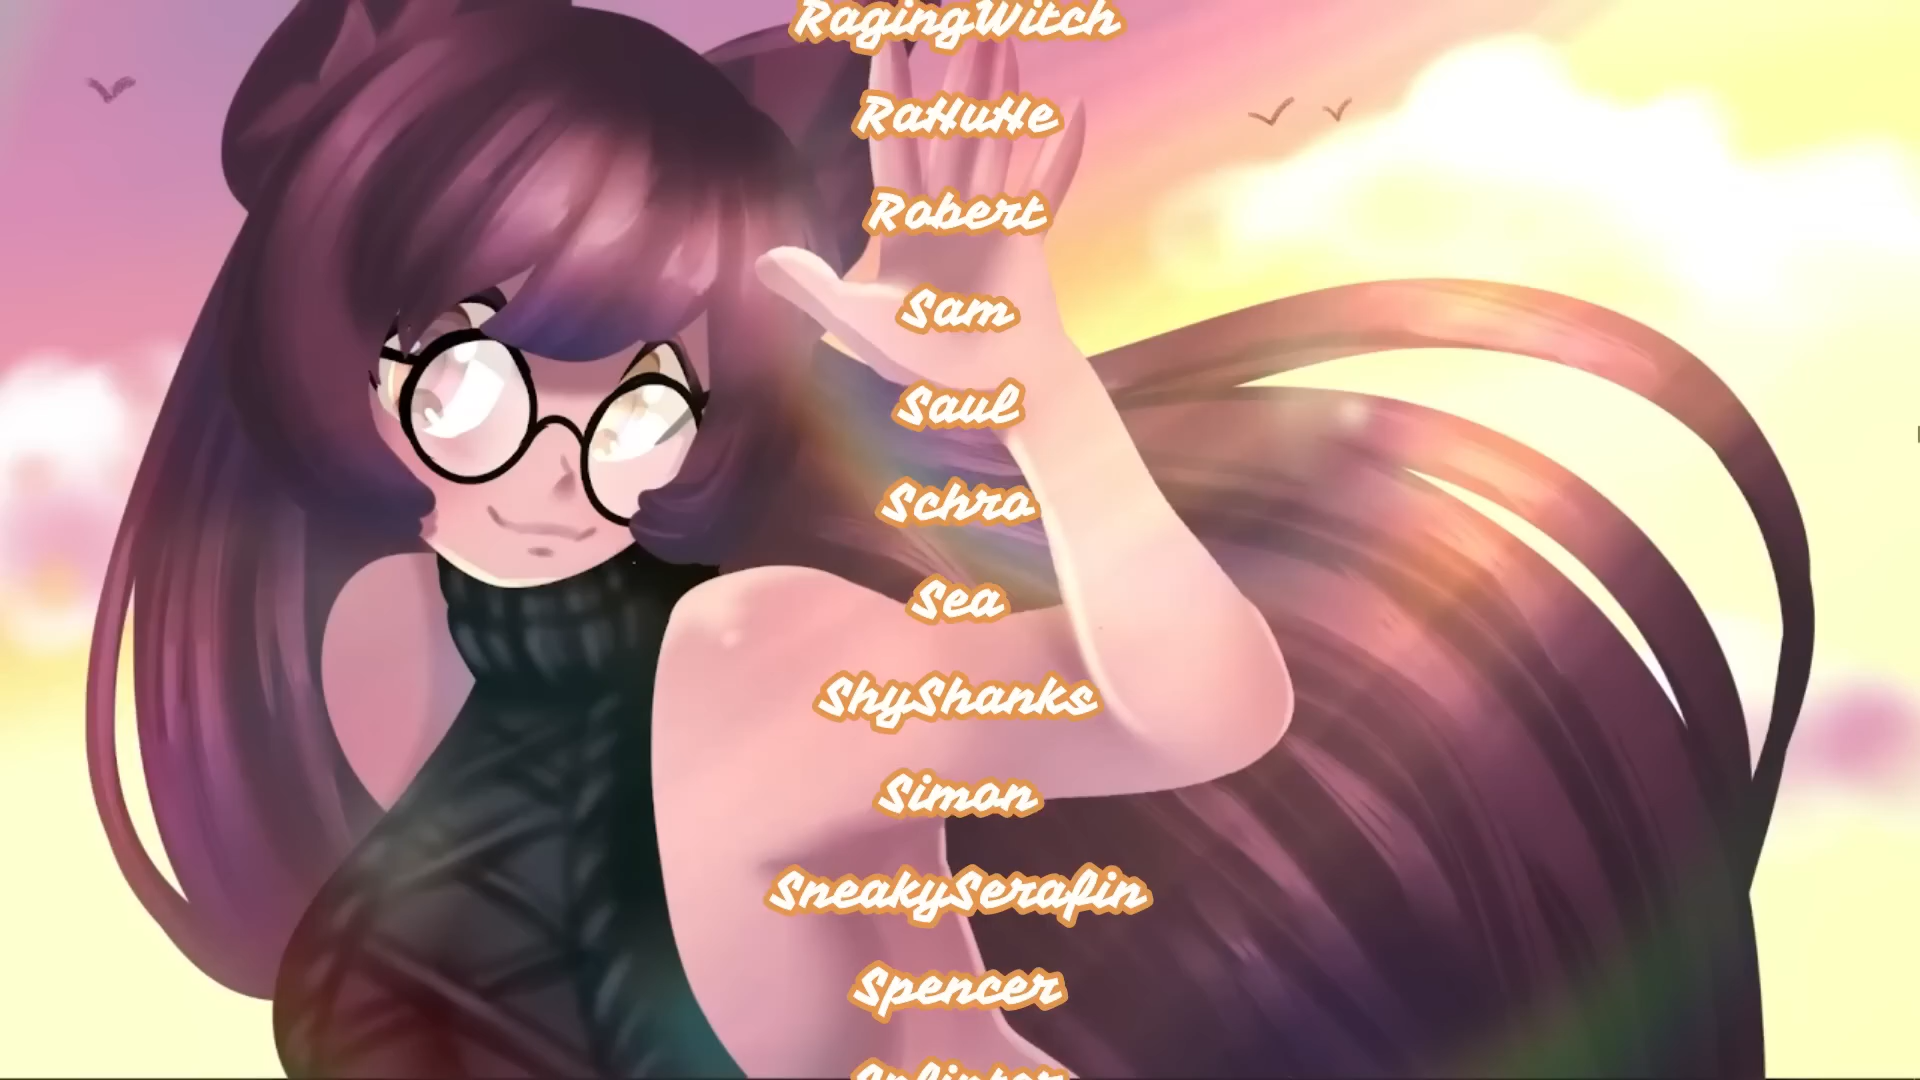 RagingWitch
RaHuHe
Robert
Sam
Saul
Schro
Sea
ShyShanks
Simon
SneakySerafin
Spencer